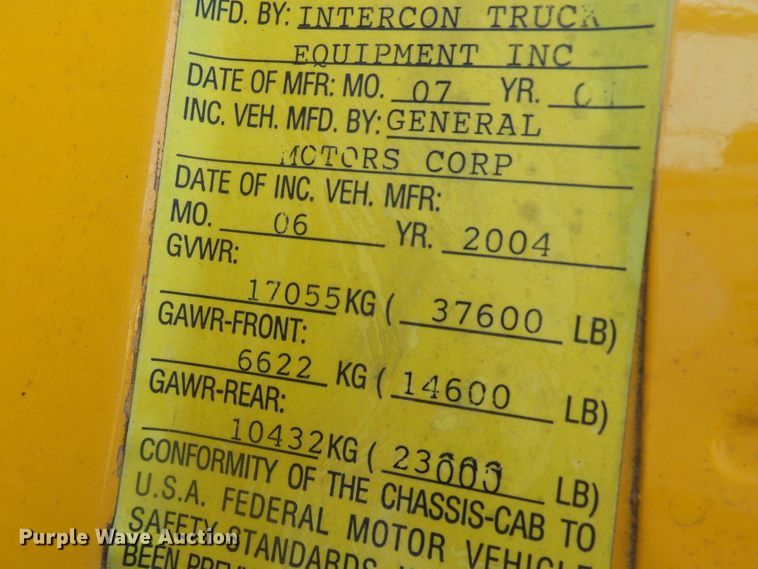 MFD. BY: INTERCON TRUCK
EQUIPMENT INC
DATE OF MFR: MO. 07 YR.
INC. VEH. MFD. BY: GENERAL
MOTORS CORP
DATE OF INC. VEH. MFR:
MO. 06 YR. 2004
GVWR:
17055 KG ( 37600 LB)
GAWR-FRONT:
6622 KG ( 14600 LB)
GAWR-REAR:
10432 KG ( 23000 LB)
CONFORMITY OF THE CHASSIS-CAB TO
U.S.A. FEDERAL MOTOR VEHICLE
SAFETY STANDARDS
BEEN
Purple Wave Auction